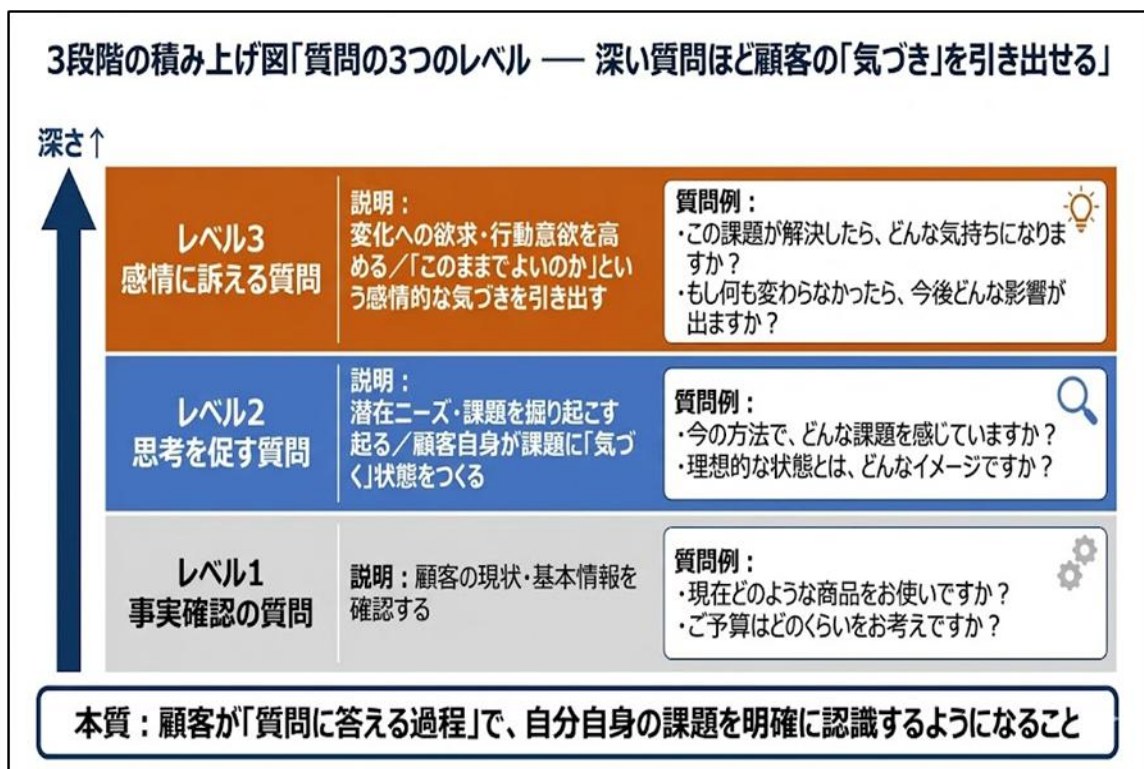 3段階の積み上げ図「質問の3つのレベル ― 深い質問ほど顧客の「気づき」を引き出せる」
深さ↑
レベル3
感情に訴える質問
説明：
変化への欲求・行動意欲を高
める／「このままでよいのか」とい
う感情的な気づきを引き出す
質問例：
・この課題が解決したら、どんな気持ちになりま
すか？
・もし何も変わらなかったら、今後どんな影響が
出ますか？
レベル2
思考を促す質問
説明：
潜在ニーズ・課題を掘り起こす
起る／顧客自身が課題に「気づ
く」状態をつくる
質問例：
・今の方法で、どんな課題を感じていますか？
・理想的な状態とは、どんなイメージですか？
レベル1
事実確認の質問
説明：顧客の現状・基本情報を
確認する
質問例：
・現在どのような商品をお使いですか？
・ご予算はどのくらいをお考えですか？
本質：顧客が「質問に答える過程」で、自分自身の課題を明確に認識するようになること